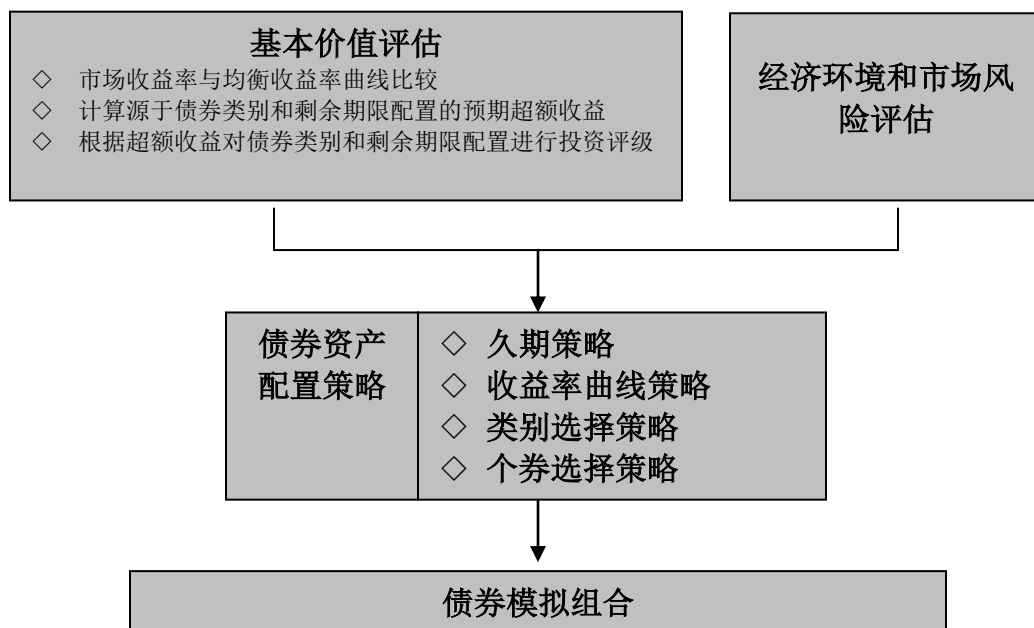 基本价值评估
◇ 市场收益率与均衡收益率曲线比较
◇ 计算源于债券类别和剩余期限配置的预期超额收益
◇ 根据超额收益对债券类别和剩余期限配置进行投资评级
经济环境和市场风
险评估
债券资产
配置策略
◇ 久期策略
◇ 收益率曲线策略
◇ 类别选择策略
◇ 个券选择策略
债券模拟组合